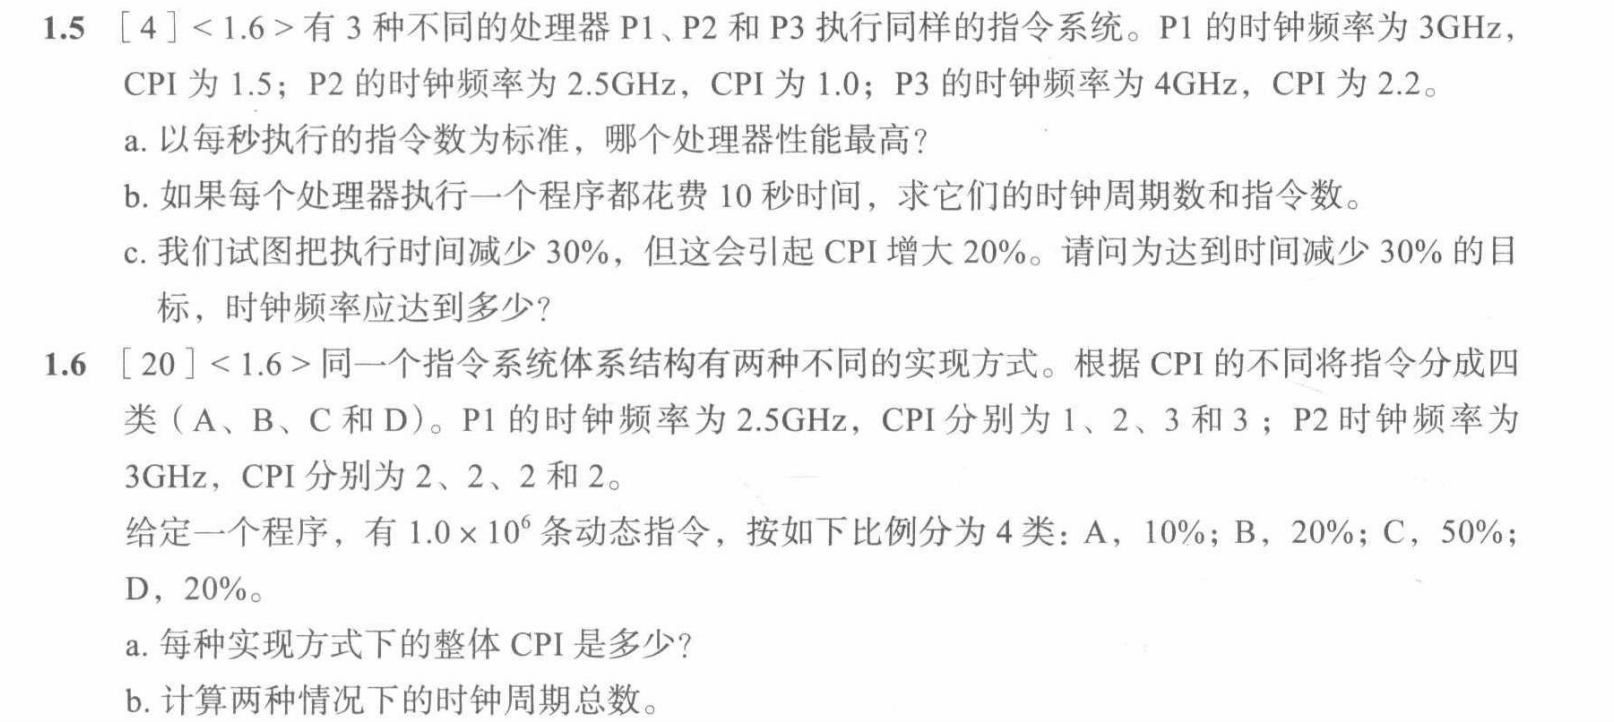 1.5 [4]<1.6>有 3 种不同的处理器 P1、P2 和 P3 执行同样的指令系统。P1 的时钟频率为 3GHz，
CPI 为 1.5；P2 的时钟频率为 2.5GHz，CPI 为 1.0；P3 的时钟频率为 4GHz，CPI 为 2.2。
a. 以每秒执行的指令数为标准，哪个处理器性能最高？
b. 如果每个处理器执行一个程序都花费 10 秒时间，求它们的时钟周期数和指令数。
c. 我们试图把执行时间减少 30%，但这会引起 CPI 增大 20%。请问为达到时间减少 30% 的目
标，时钟频率应达到多少？
1.6 [20]<1.6>同一个指令系统体系结构有两种不同的实现方式。根据 CPI 的不同将指令分成四
类（A、B、C 和 D）。P1 的时钟频率为 2.5GHz，CPI 分别为 1、2、3 和 3；P2 时钟频率为
3GHz，CPI 分别为 2、2、2 和 2。
给定一个程序，有 1.0 × 10⁶ 条动态指令，按如下比例分为 4 类：A，10%；B，20%；C，50%；
D，20%。
a. 每种实现方式下的整体 CPI 是多少？
b. 计算两种情况下的时钟周期总数。